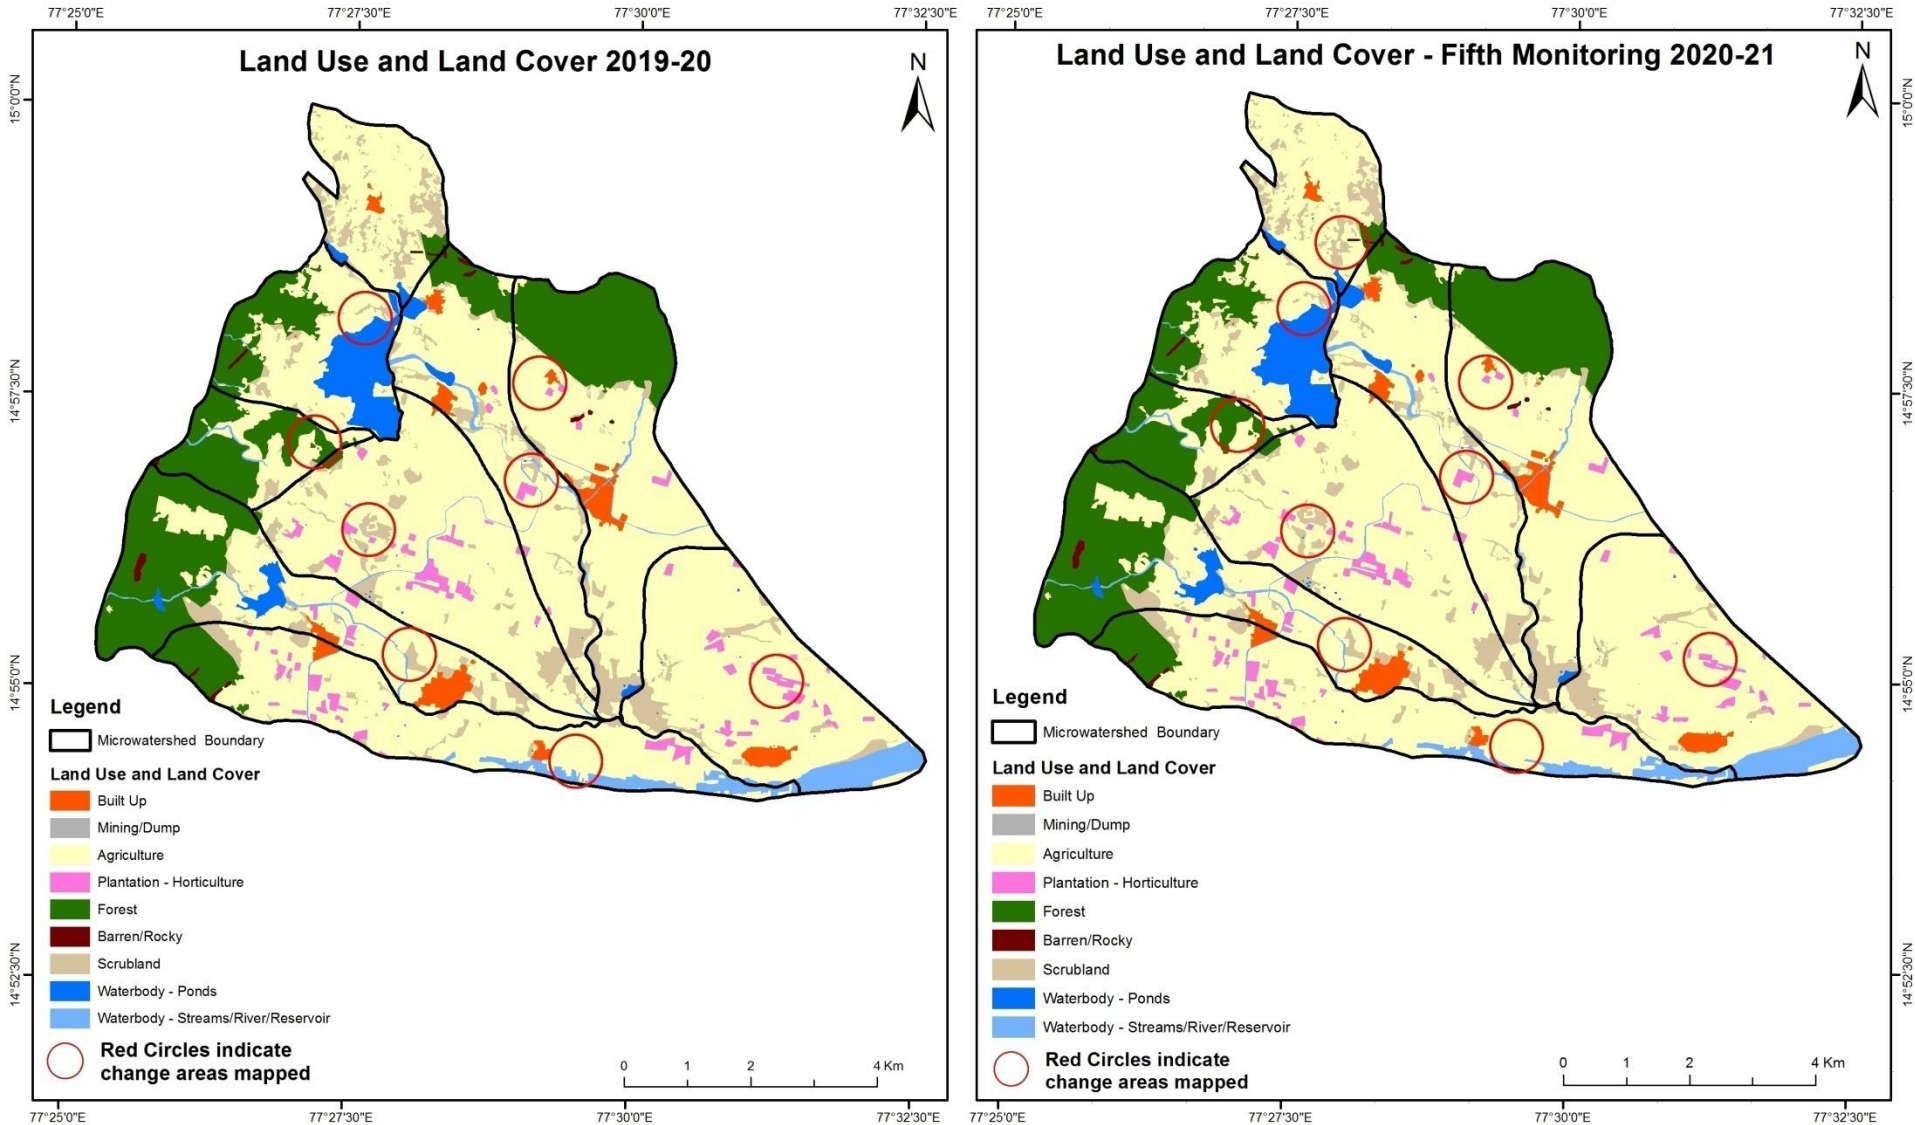 77°25'0"E
77°27'30"E
77°30'0"E
77°32'30"E
Land Use and Land Cover 2019-20
N
15°0'0"N
14°57'30"N
14°55'0"N
14°52'30"N
Legend
Microwatershed Boundary
Land Use and Land Cover
Built Up
Mining/Dump
Agriculture
Plantation - Horticulture
Forest
Barren/Rocky
Scrubland
Waterbody - Ponds
Waterbody - Streams/River/Reservoir
Red Circles indicate
change areas mapped
0 1 2 4 Km
77°25'0"E
77°27'30"E
77°30'0"E
77°32'30"E
77°25'0"E
77°27'30"E
77°30'0"E
77°32'30"E
Land Use and Land Cover - Fifth Monitoring 2020-21
N
15°0'0"N
14°57'30"N
14°55'0"N
14°52'30"N
Legend
Microwatershed Boundary
Land Use and Land Cover
Built Up
Mining/Dump
Agriculture
Plantation - Horticulture
Forest
Barren/Rocky
Scrubland
Waterbody - Ponds
Waterbody - Streams/River/Reservoir
Red Circles indicate
change areas mapped
0 1 2 4 Km
77°25'0"E
77°27'30"E
77°30'0"E
77°32'30"E